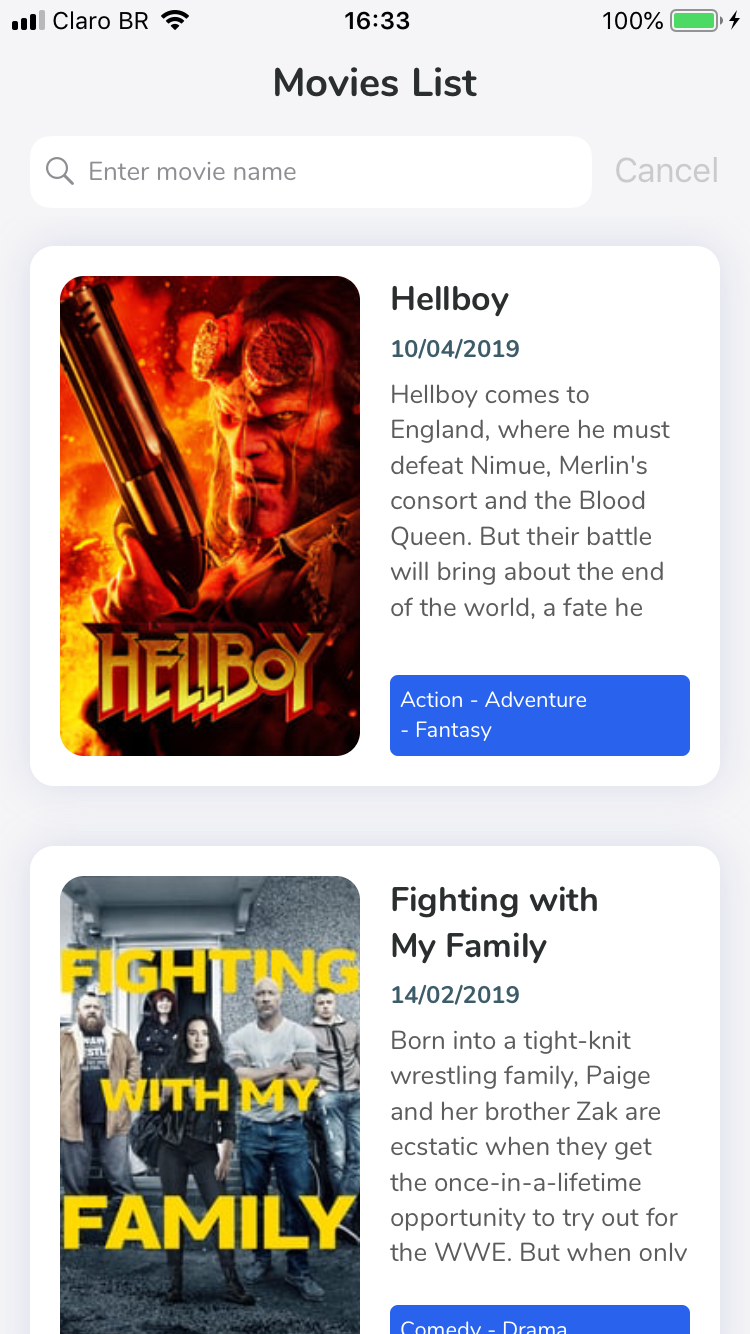 Claro BR 16:33 100%
Movies List
Enter movie name Cancel
HELLBOY
Hellboy
10/04/2019
Hellboy comes to
England, where he must
defeat Nimue, Merlin's
consort and the Blood
Queen. But their battle
will bring about the end
of the world, a fate he
Action - Adventure
- Fantasy
FIGHTING
WITH MY
FAMILY
Fighting with
My Family
14/02/2019
Born into a tight-knit
wrestling family, Paige
and her brother Zak are
ecstatic when they get
the once-in-a-lifetime
opportunity to try out for
the WWE. But when only
Comedy - Drama